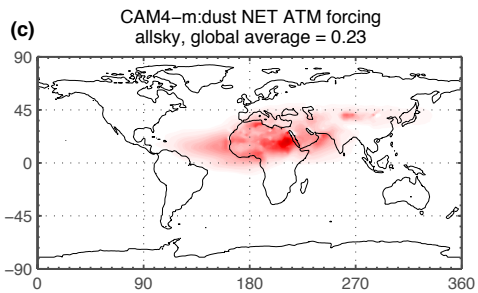 CAM4−m:dust NET ATM forcing
(c)
allsky, global average = 0.23
90
45
0
−45
−90
0 90 180 270 360